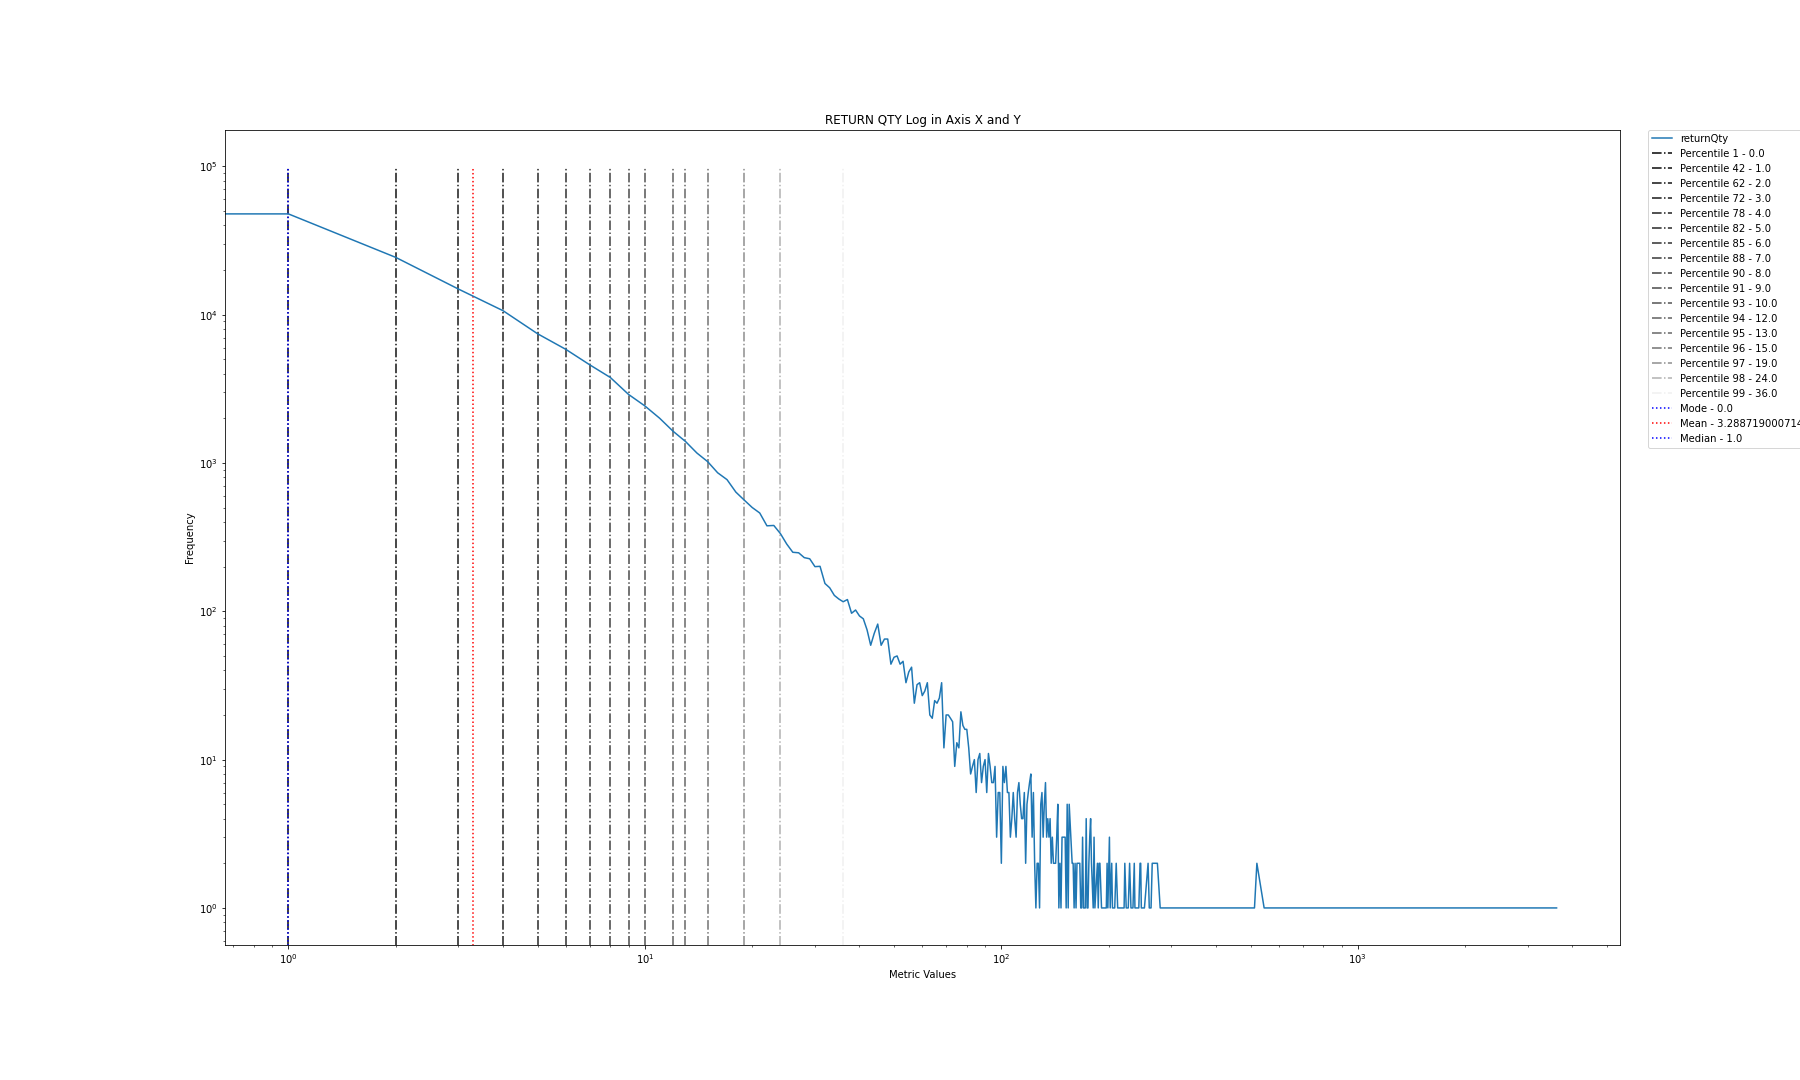 RETURN QTY Log in Axis X and Y
10⁵
10⁴
10³
10²
10¹
10⁰
Frequency
10⁰
10¹
10²
10³
Metric Values
returnQty
Percentile 1 - 0.0
Percentile 42 - 1.0
Percentile 62 - 2.0
Percentile 72 - 3.0
Percentile 78 - 4.0
Percentile 82 - 5.0
Percentile 85 - 6.0
Percentile 88 - 7.0
Percentile 90 - 8.0
Percentile 91 - 9.0
Percentile 93 - 10.0
Percentile 94 - 12.0
Percentile 95 - 13.0
Percentile 96 - 15.0
Percentile 97 - 19.0
Percentile 98 - 24.0
Percentile 99 - 36.0
Mode - 0.0
Mean - 3.288719000714
Median - 1.0